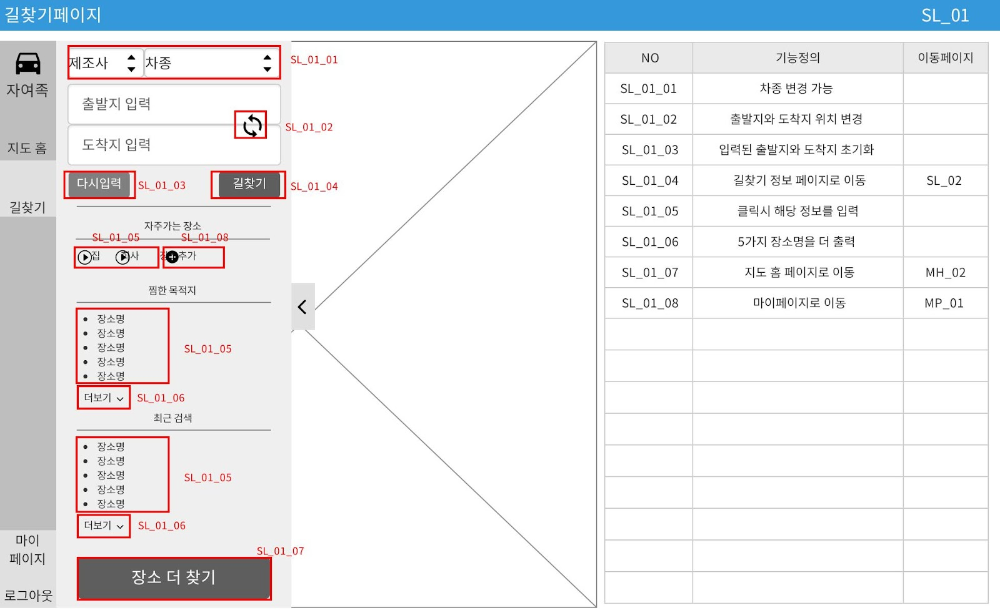 길찾기페이지
SL_01
자여족
지도 홈
길찾기
마이
페이지
로그아웃
제조사
차종
SL_01_01
출발지 입력
SL_01_02
도착지 입력
다시입력
SL_01_03
길찾기
SL_01_04
자주가는 장소
SL_01_05
SL_01_08
집
회사
추가
찜한 목적지
장소명
장소명
장소명
장소명
장소명
SL_01_05
더보기
SL_01_06
최근 검색
장소명
장소명
장소명
장소명
장소명
SL_01_05
더보기
SL_01_06
SL_01_07
장소 더 찾기
NO 기능정의 이동페이지
SL_01_01 차종 변경 가능
SL_01_02 출발지와 도착지 위치 변경
SL_01_03 입력된 출발지와 도착지 초기화
SL_01_04 길찾기 정보 페이지로 이동 SL_02
SL_01_05 클릭시 해당 정보를 입력
SL_01_06 5가지 장소명을 더 출력
SL_01_07 지도 홈 페이지로 이동 MH_02
SL_01_08 마이페이지로 이동 MP_01